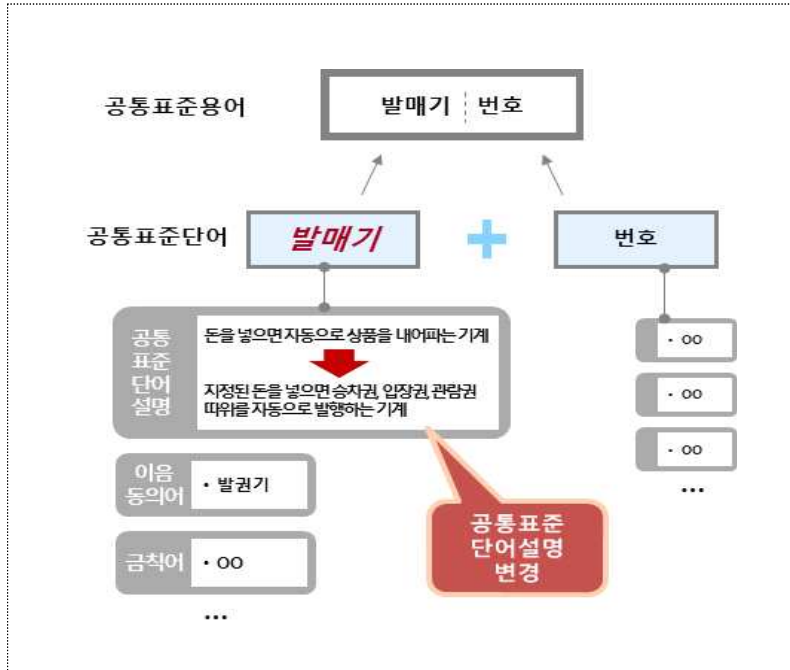 공통표준용어
발매기 번호
공통표준단어
발매기
번호
공통
표준
단어
설명
돈을 넣으면 자동으로 상품을 내어파는 기계
지정된 돈을 넣으면 승차권, 입장권, 관람권
따위를 자동으로 발행하는 기계
이음
동의어
• 발권기
금칙어
• OO
...
• OO
• OO
• OO
...
공통표준
단어설명
변경